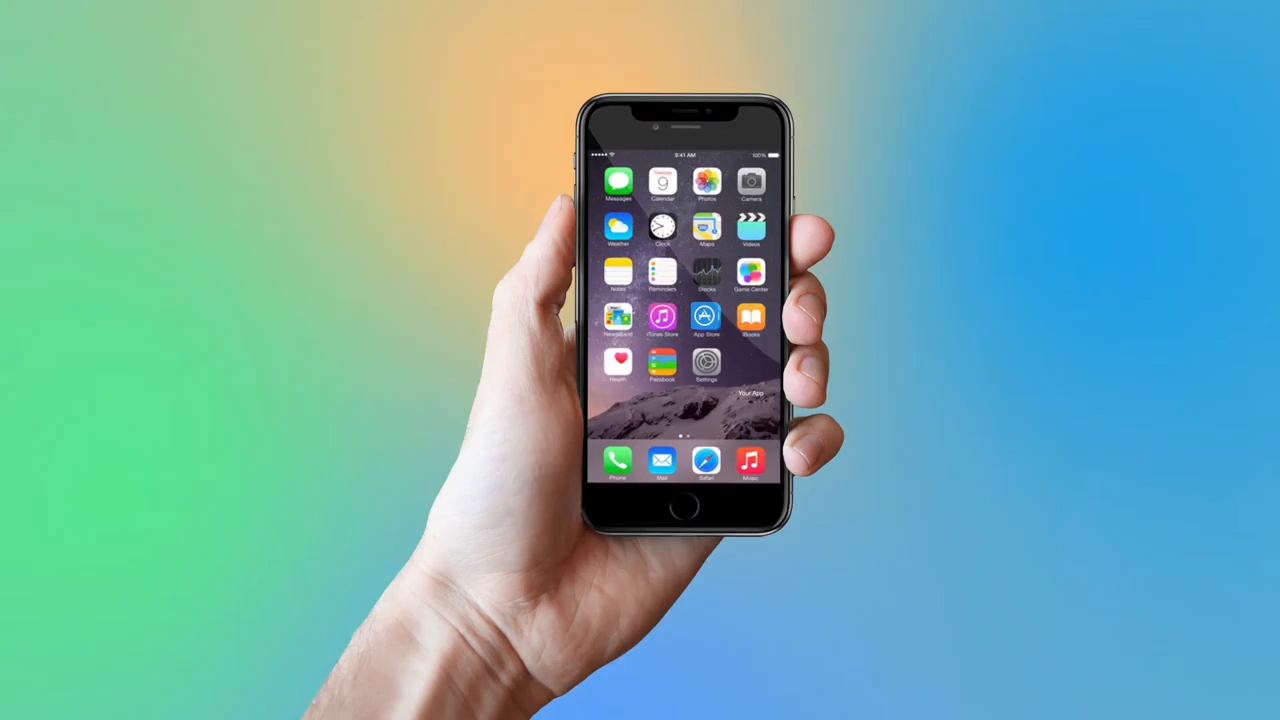 9:41 AM 100%
Tuesday
9
Messages Calendar Photos Camera
Weather Clock Maps Videos
Notes Reminders Stocks Game Center
Newsstand iTunes Store App Store iBooks
Health Passbook Settings
Your App
Phone Mail Safari Music